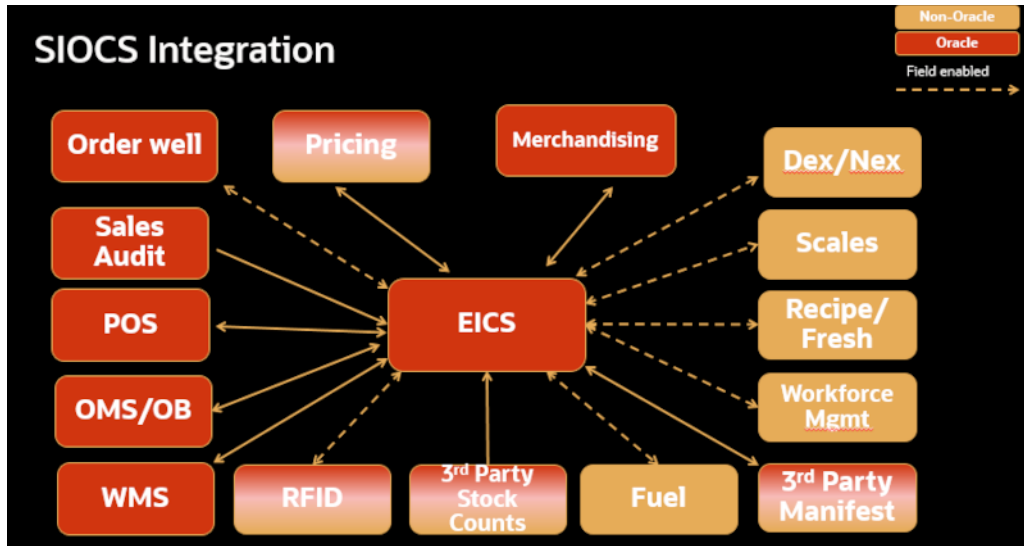 SIOCS Integration
Non-Oracle
Oracle
Field enabled
Order well
Pricing
Merchandising
Dex/Nex
Sales
Audit
Scales
POS
EICS
Recipe/
Fresh
OMS/OB
Workforce
Mgmt
WMS
RFID
3rd Party
Stock
Counts
Fuel
3rd Party
Manifest